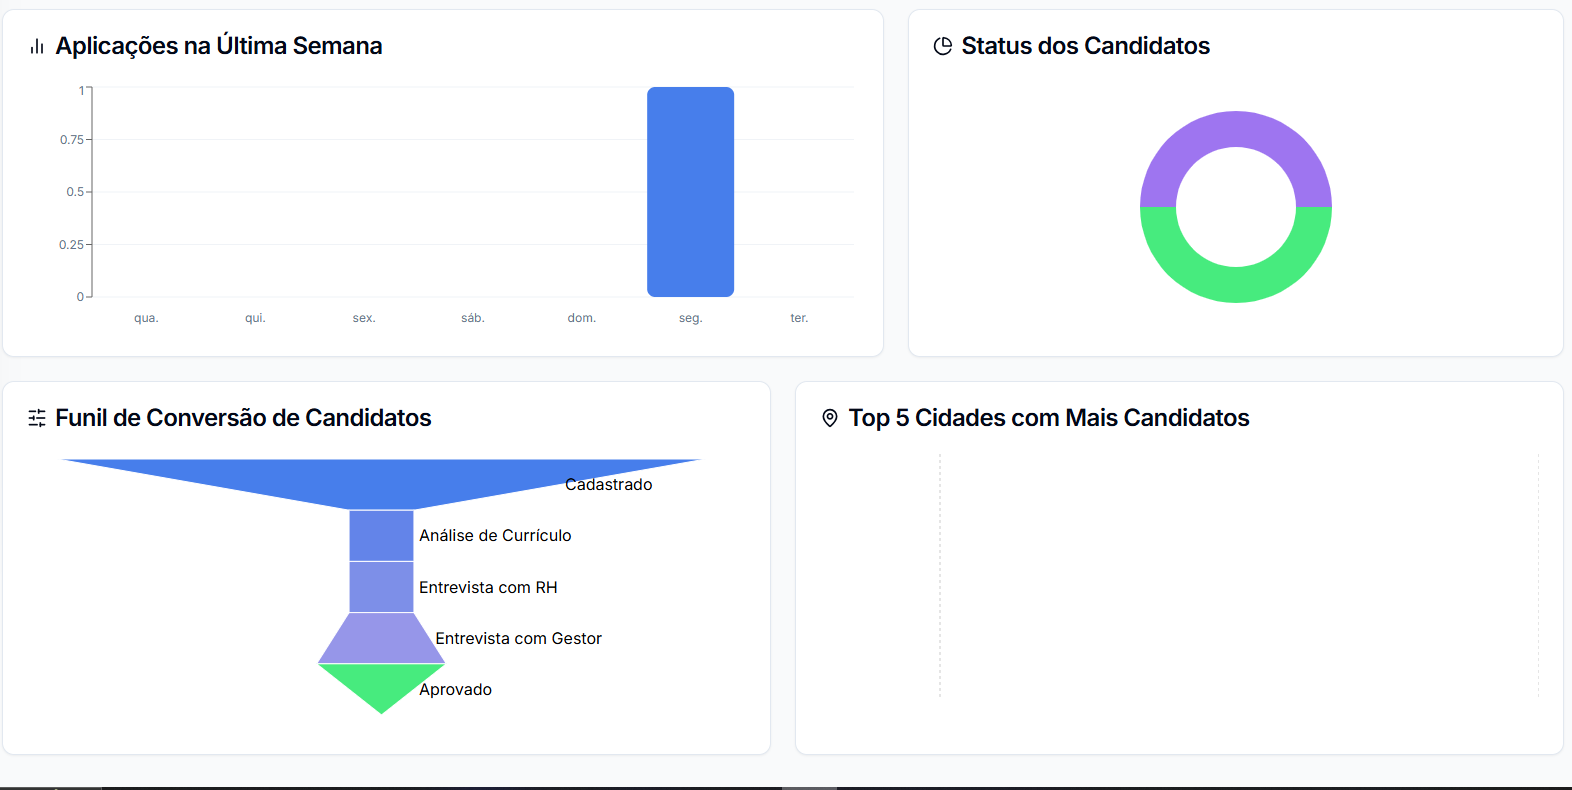 Aplicações na Última Semana
1
0.75
0.5
0.25
0
qua. qui. sex. sáb. dom. seg. ter.
Status dos Candidatos
Funil de Conversão de Candidatos
Cadastrado
Análise de Currículo
Entrevista com RH
Entrevista com Gestor
Aprovado
Top 5 Cidades com Mais Candidatos